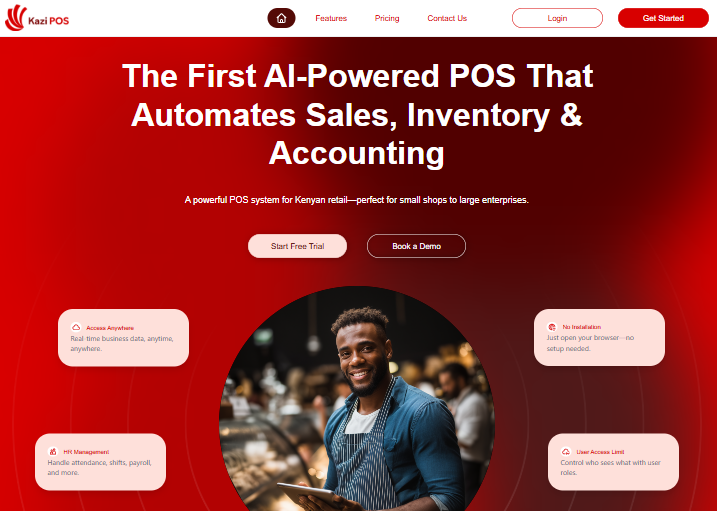 Kazi POS
Features
Pricing
Contact Us
Login
Get Started
The First AI-Powered POS That
Automates Sales, Inventory &
Accounting
A powerful POS system for Kenyan retail—perfect for small shops to large enterprises.
Start Free Trial
Book a Demo
Access Anywhere
Real-time business data, anytime,
anywhere.
No Installation
Just open your browser—no
setup needed.
HR Management
Handle attendance, shifts, payroll,
and more.
User Access Limtl
Control who sees what with user
roles.